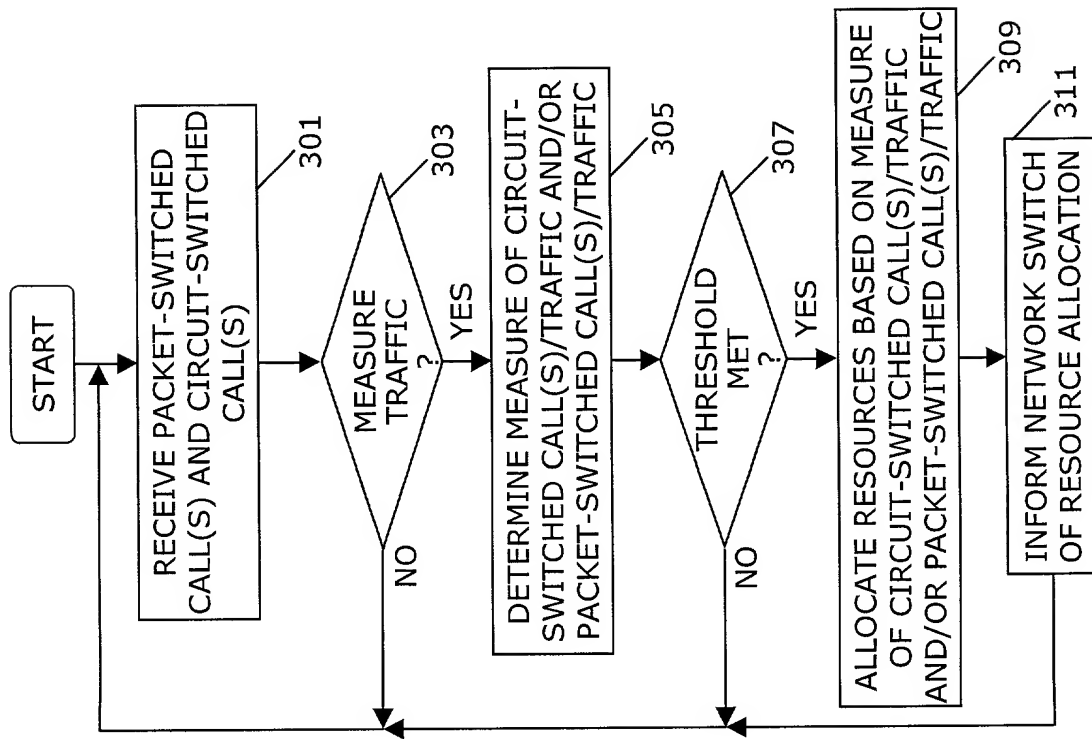 START
RECEIVE PACKET-SWITCHED
CALL(S) AND CIRCUIT-SWITCHED
CALL(S)
301
MEASURE
TRAFFIC
?
303
NO
YES
DETERMINE MEASURE OF CIRCUIT-
SWITCHED CALL(S)/TRAFFIC AND/OR
PACKET-SWITCHED CALL(S)/TRAFFIC
305
THRESHOLD
MET
?
307
NO
YES
ALLOCATE RESOURCES BASED ON MEASURE
OF CIRCUIT-SWITCHED CALL(S)/TRAFFIC
AND/OR PACKET-SWITCHED CALL(S)/TRAFFIC
309
INFORM NETWORK SWITCH
OF RESOURCE ALLOCATION
311